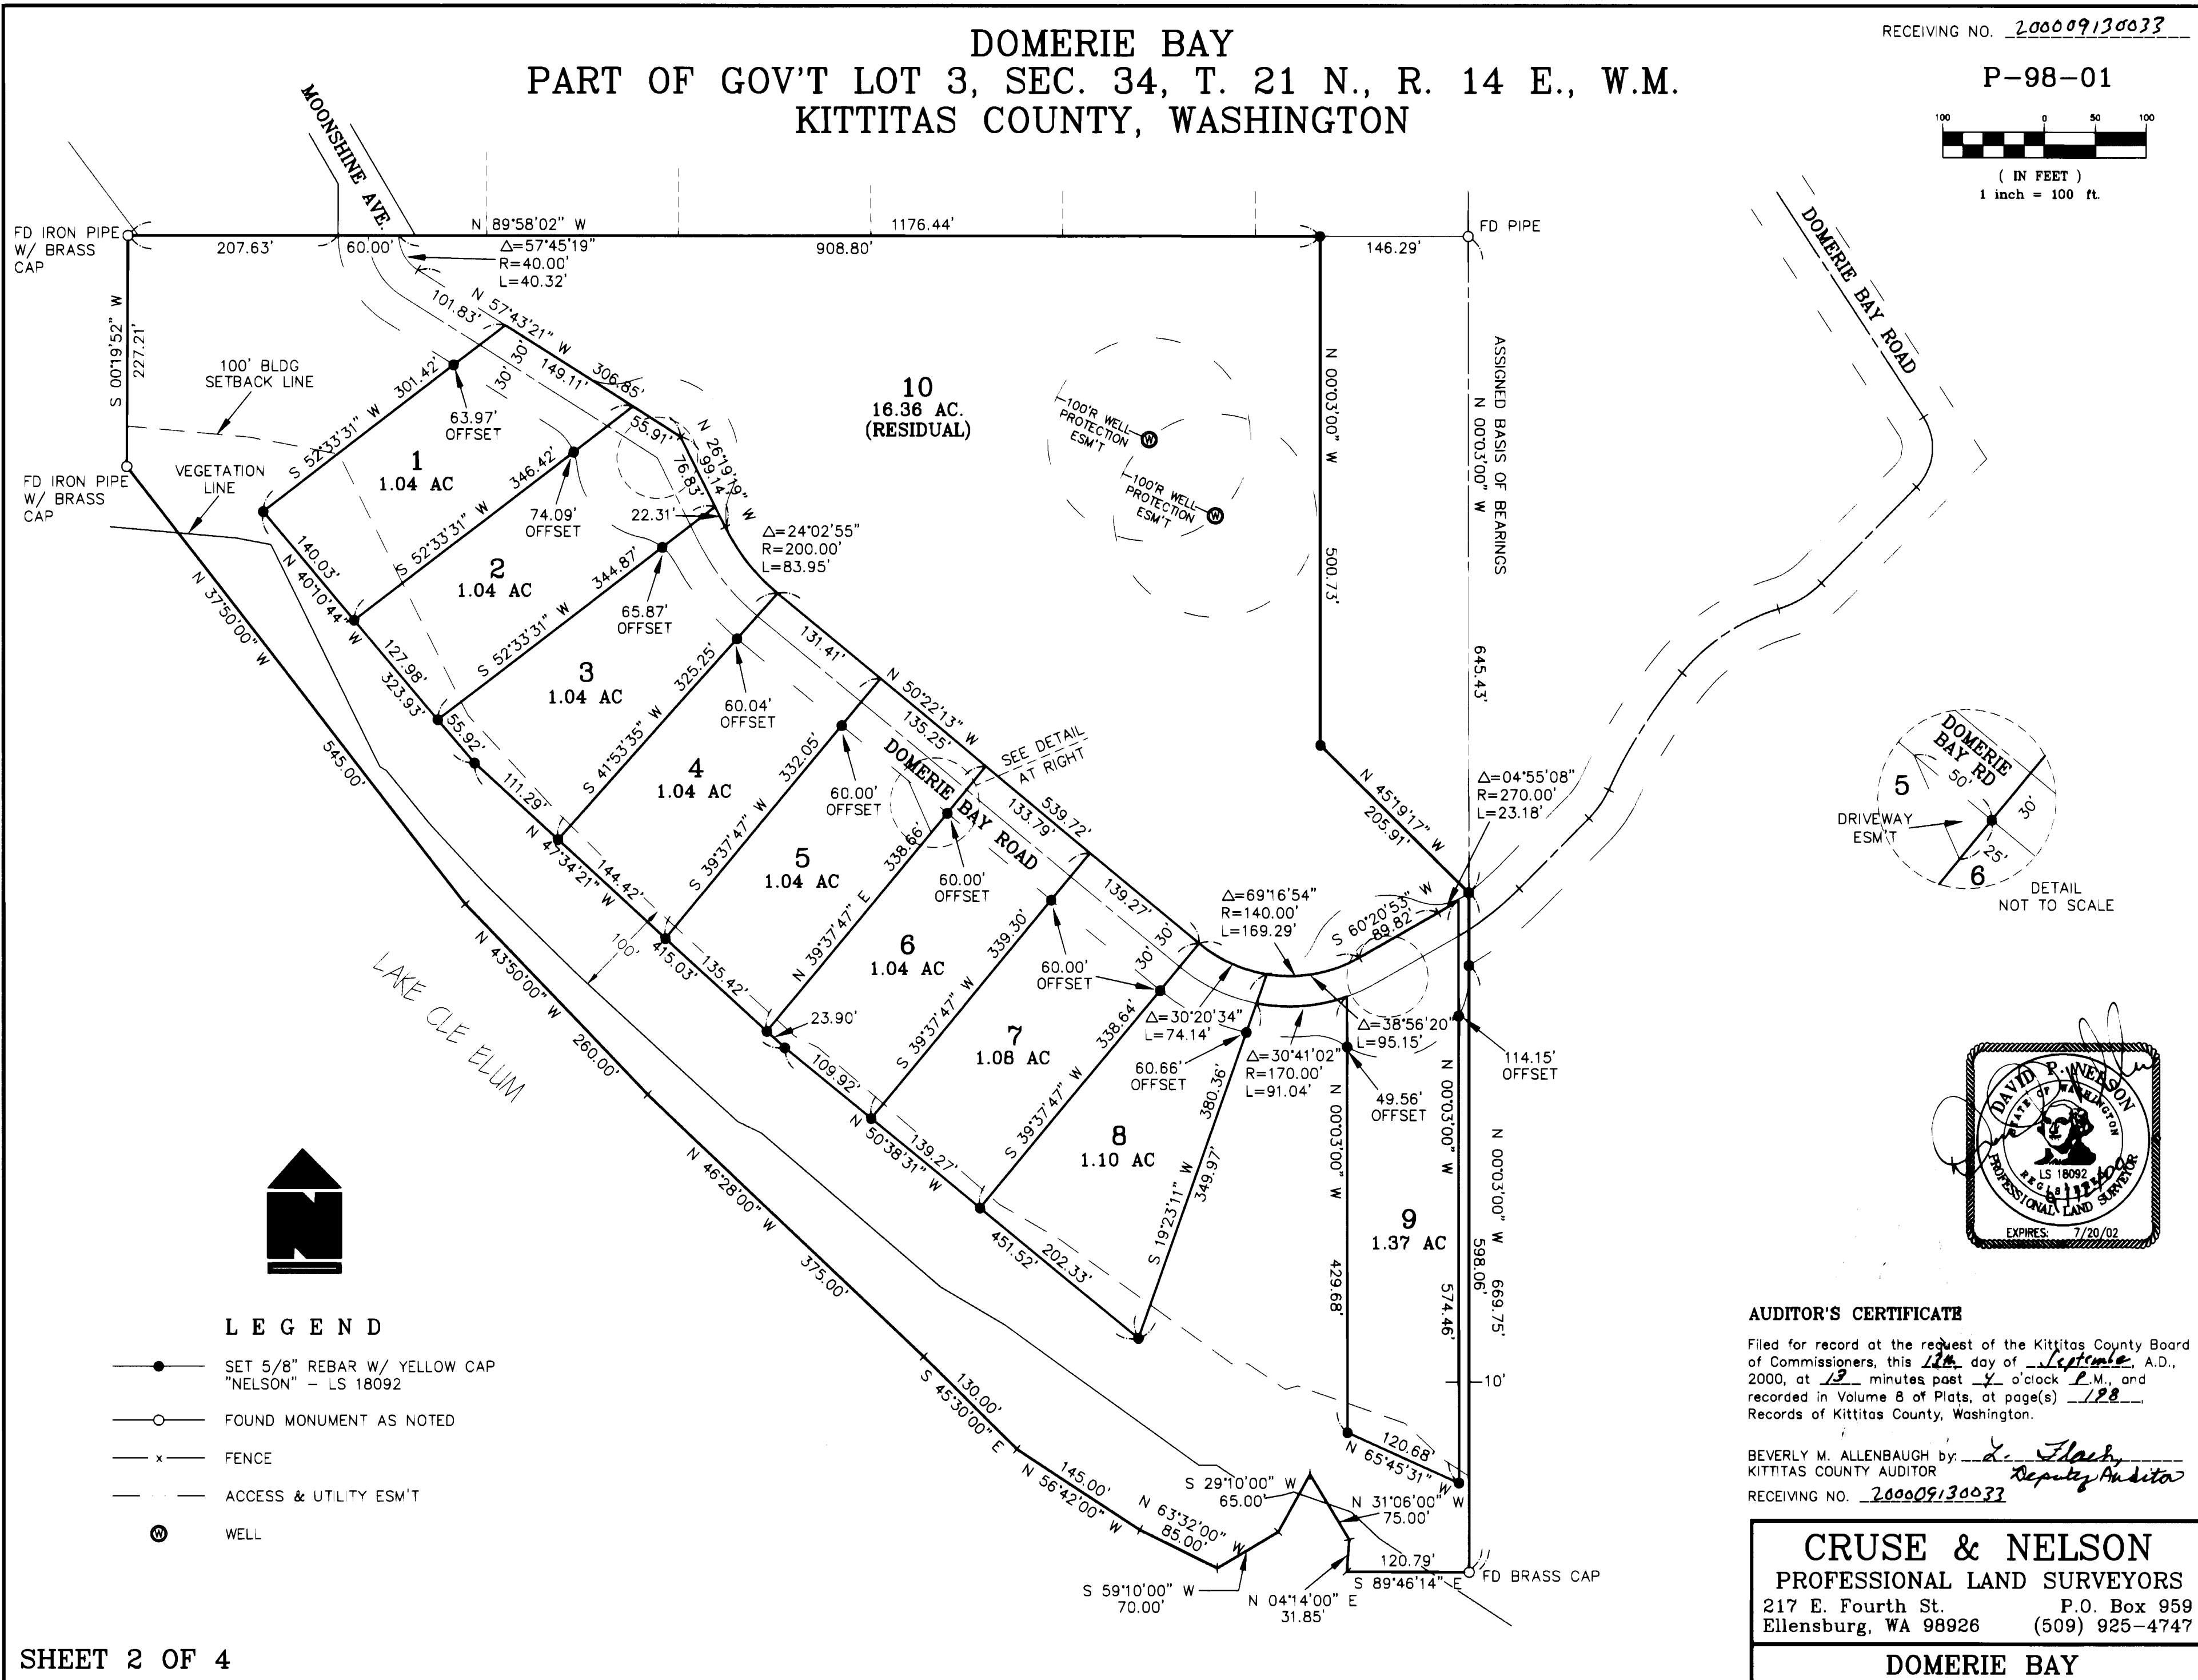 RECEIVING NO. 200009130033
DOMERIE BAY
PART OF GOV'T LOT 3, SEC. 34, T. 21 N., R. 14 E., W.M.
KITTITAS COUNTY, WASHINGTON
P-98-01
100 0 50 100
( IN FEET )
1 inch = 100 ft.
MOONSHINE AVE.
N 89°58'02" W
1176.44'
FD IRON PIPE
W/ BRASS
CAP
207.63'
60.00'
Δ=57°45'19"
R=40.00'
L=40.32'
908.80'
146.29'
FD PIPE
DOMERIE BAY ROAD
S 00°19'52" W
227.21'
100' BLDG
SETBACK LINE
VEGETATION
LINE
FD IRON PIPE
W/ BRASS
CAP
101.83'
N 57°43'21" W
306.85'
149.11'
30'
30'
S 52°33'31" W
301.42'
63.97'
OFFSET
1
1.04 AC
55.91'
N 26°19'19" W
99.14'
76.83'
22.31'
S 52°33'31" W
346.42'
74.09'
OFFSET
2
1.04 AC
Δ=24°02'55"
R=200.00'
L=83.95'
S 52°33'31" W
344.87'
65.87'
OFFSET
3
1.04 AC
10
16.36 AC.
(RESIDUAL)
100'R WELL
PROTECTION
ESM'T
W
100'R WELL
PROTECTION
ESM'T
W
N 00°03'00" W
500.73'
ASSIGNED BASIS OF BEARINGS
N 00°03'00" W
645.43'
140.03'
N 40°10'44" W
127.98'
323.93'
55.92'
N 37°50'00" W
545.00'
131.41'
N 50°22'13" W
135.25'
539.72'
133.79'
139.27'
S 41°53'35" W
325.25'
60.04'
OFFSET
4
1.04 AC
S 39°37'47" W
332.05'
60.00'
OFFSET
DOMERIE BAY ROAD
SEE DETAIL
AT RIGHT
5
1.04 AC
N 39°37'47" E
338.66'
60.00'
OFFSET
6
1.04 AC
S 39°37'47" W
339.30'
60.00'
OFFSET
7
1.08 AC
S 39°37'47" W
338.64'
30'
30'
8
1.10 AC
111.29'
N 47°34'21" W
144.42'
100'
415.03'
135.42'
23.90'
109.92'
N 50°38'31" W
139.27'
451.52'
202.33'
N 45°19'17" W
205.91'
Δ=04°55'08"
R=270.00'
L=23.18'
Δ=69°16'54"
R=140.00'
L=169.29'
S 60°20'53" W
89.82'
Δ=30°20'34"
L=74.14'
60.66'
OFFSET
Δ=30°41'02"
R=170.00'
L=91.04'
Δ=38°56'20"
L=95.15'
49.56'
OFFSET
114.15'
OFFSET
380.36'
S 19°23'11" W
349.97'
N 00°03'00" W
429.68'
9
1.37 AC
N 00°03'00" W
574.46'
N 00°03'00" W
598.06'
669.75'
10'
120.68'
N 65°45'31" W
DOMERIE
BAY RD
5
50'
30'
DRIVEWAY
ESM'T
25'
6
DETAIL
NOT TO SCALE
LAKE CLE ELUM
N 43°50'00" W
260.00'
N 46°28'00" W
375.00'
130.00'
S 45°30'00" E
145.00'
N 56°42'00" W
N 63°32'00" W
85.00'
S 59°10'00" W
70.00'
S 29°10'00" W
65.00'
N 31°06'00" W
75.00'
N 04°14'00" E
31.85'
120.79'
S 89°46'14" E
FD BRASS CAP
N
LEGEND
SET 5/8" REBAR W/ YELLOW CAP
"NELSON" - LS 18092
FOUND MONUMENT AS NOTED
x FENCE
ACCESS & UTILITY ESM'T
W WELL
DAVID P. NELSON
STATE OF WASHINGTON
LS 18092
REGISTERED
PROFESSIONAL LAND SURVEYOR
EXPIRES: 7/20/02
AUDITOR'S CERTIFICATE
Filed for record at the request of the Kittitas County Board
of Commissioners, this 13th day of September, A.D.,
2000, at 13 minutes past 4 o'clock P.M., and
recorded in Volume 8 of Plats, at page(s) 198,
Records of Kittitas County, Washington.
BEVERLY M. ALLENBAUGH by:
KITTITAS COUNTY AUDITOR Deputy Auditor
RECEIVING NO. 200009130033
CRUSE & NELSON
PROFESSIONAL LAND SURVEYORS
217 E. Fourth St. P.O. Box 959
Ellensburg, WA 98926 (509) 925-4747
DOMERIE BAY
SHEET 2 OF 4